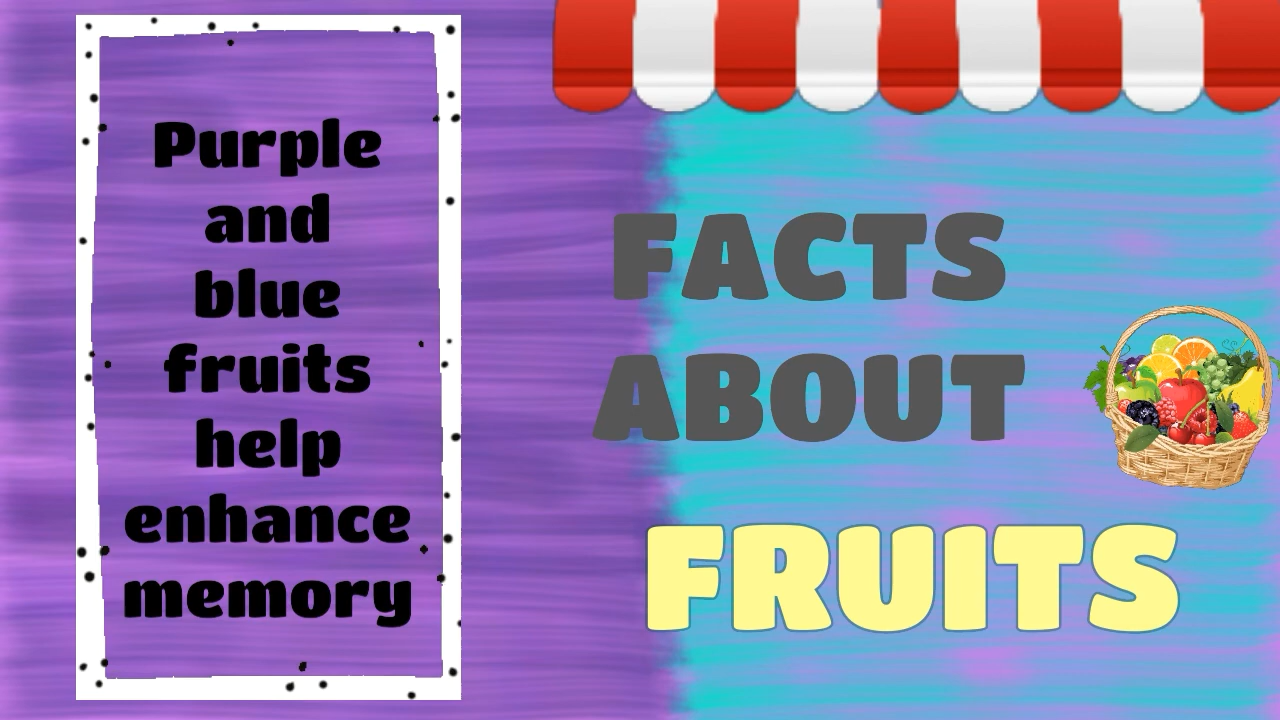 Purple
and
blue
fruits
help
enhance
memory
FACTS
ABOUT
FRUITS